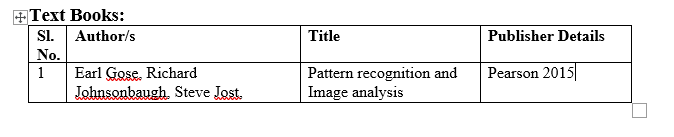 Text Books:
Sl. No. Author/s Title Publisher Details
1 Earl Gose, Richard Johnsonbaugh, Steve Jost. Pattern recognition and Image analysis Pearson 2015